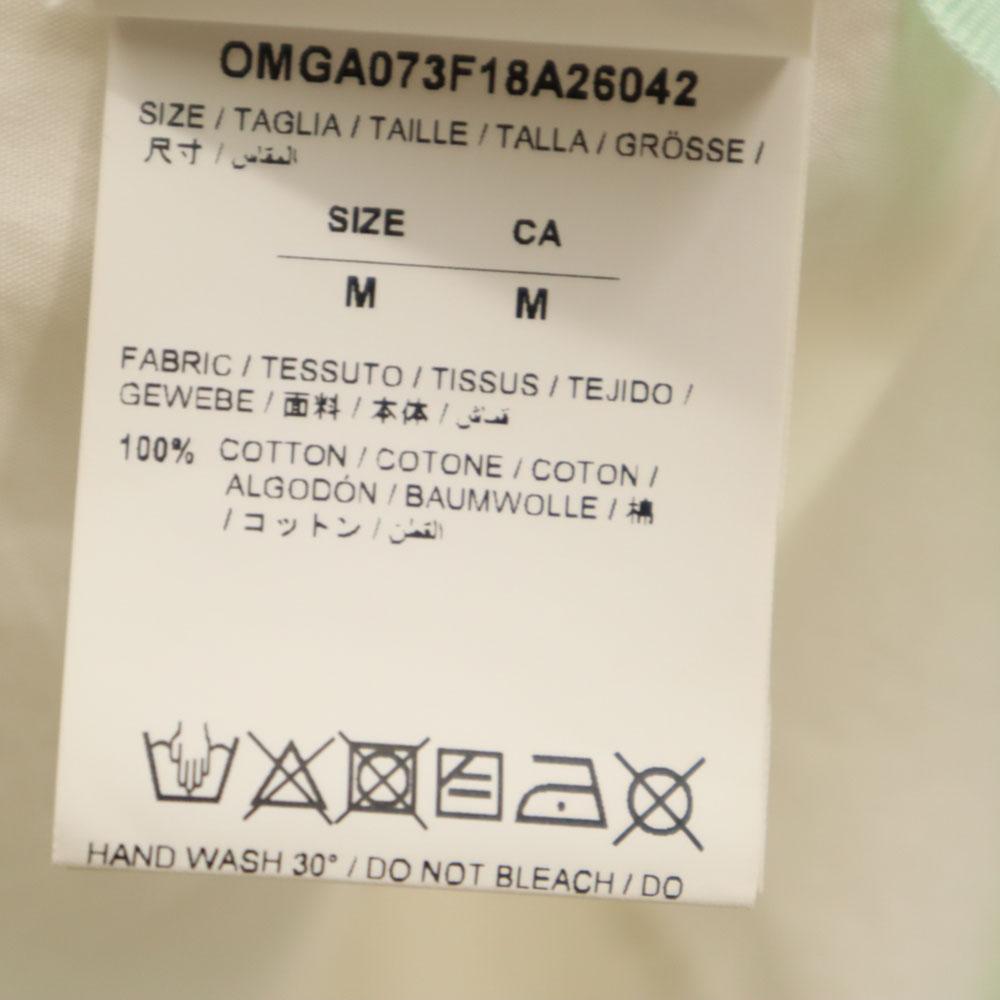 OMGA073F18A26042
SIZE / TAGLIA / TAILLE / TALLA / GRÖSSE /
尺寸 / المقاس
SIZE CA
M M
FABRIC / TESSUTO / TISSUS / TEJIDO /
GEWEBE / 面料 / 本体 / قماش
100% COTTON / COTONE / COTON /
ALGODÓN / BAUMWOLLE / 棉
/ コットン / القطن
HAND WASH 30° / DO NOT BLEACH / DO